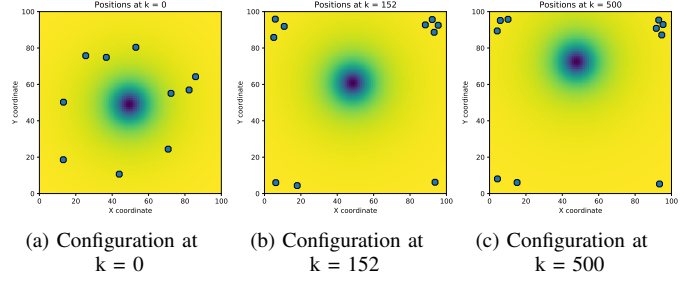 Positions at k = 0
Positions at k = 152
Positions at k = 500
100
80
60
40
20
0
Y coordinate
0 20 40 60 80 100
X coordinate
100
80
60
40
20
0
Y coordinate
0 20 40 60 80 100
X coordinate
100
80
60
40
20
0
Y coordinate
0 20 40 60 80 100
X coordinate
(a) Configuration at
k = 0
(b) Configuration at
k = 152
(c) Configuration at
k = 500